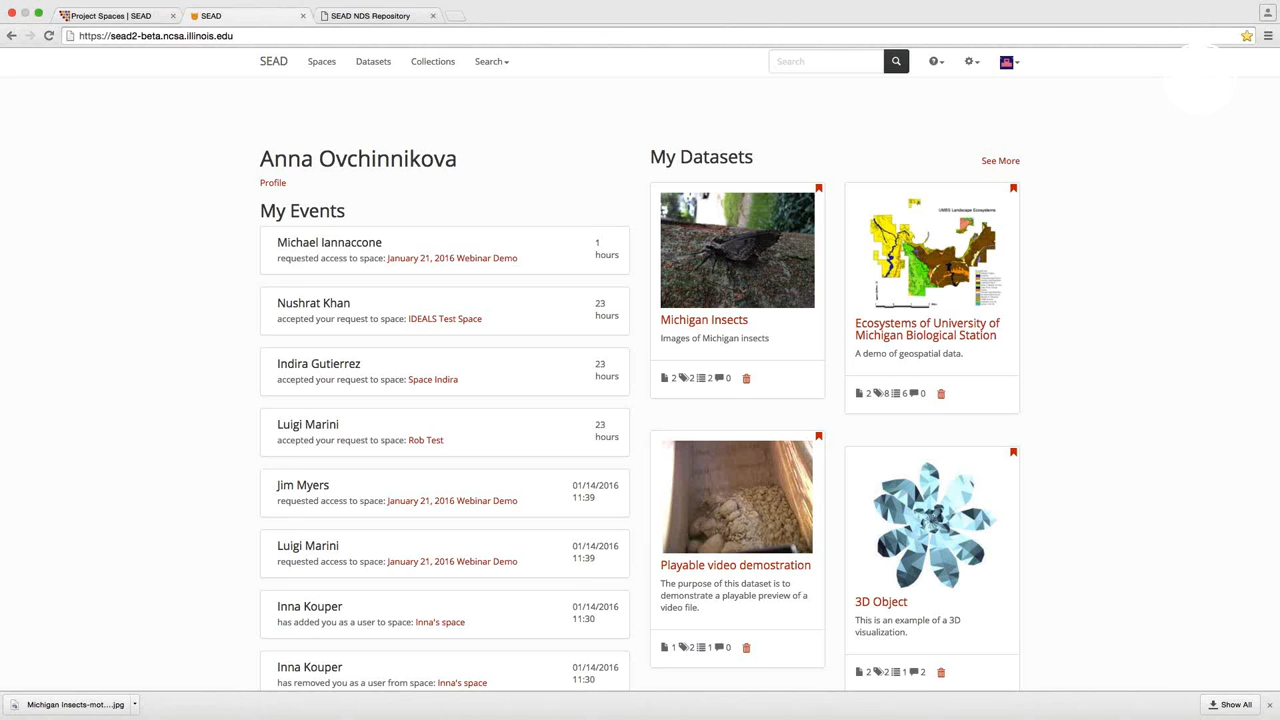 Project Spaces | SEAD
SEAD
SEAD NDS Repository
https://sead2-beta.ncsa.illinois.edu
SEAD Spaces Datasets Collections Search Search
Anna Ovchinnikova
Profile
My Events
Michael Iannaccone 1 hours
requested access to space: January 21, 2016 Webinar Demo
Nushrat Khan 23 hours
accepted your request to space: IDEALS Test Space
Indira Gutierrez 23 hours
accepted your request to space: Space Indira
Luigi Marini 23 hours
accepted your request to space: Rob Test
Jim Myers 01/14/2016 11:39
requested access to space: January 21, 2016 Webinar Demo
Luigi Marini 01/14/2016 11:39
requested access to space: January 21, 2016 Webinar Demo
Inna Kouper 01/14/2016 11:30
has added you as a user to space: Inna's space
Inna Kouper 01/14/2016 11:30
has removed you as a user from space: Inna's space
My Datasets
See More
Michigan Insects
Images of Michigan insects
2 2 2 0
UMBS Landscape Ecosystems
Ecosystems of University of
Michigan Biological Station
A demo of geospatial data.
2 8 6 0
Playable video demostration
The purpose of this dataset is to
demonstrate a playable preview of a
video file.
1 2 1 0
3D Object
This is an example of a 3D
visualization.
2 2 1 2
Michigan Insects-mot....jpg
Show All